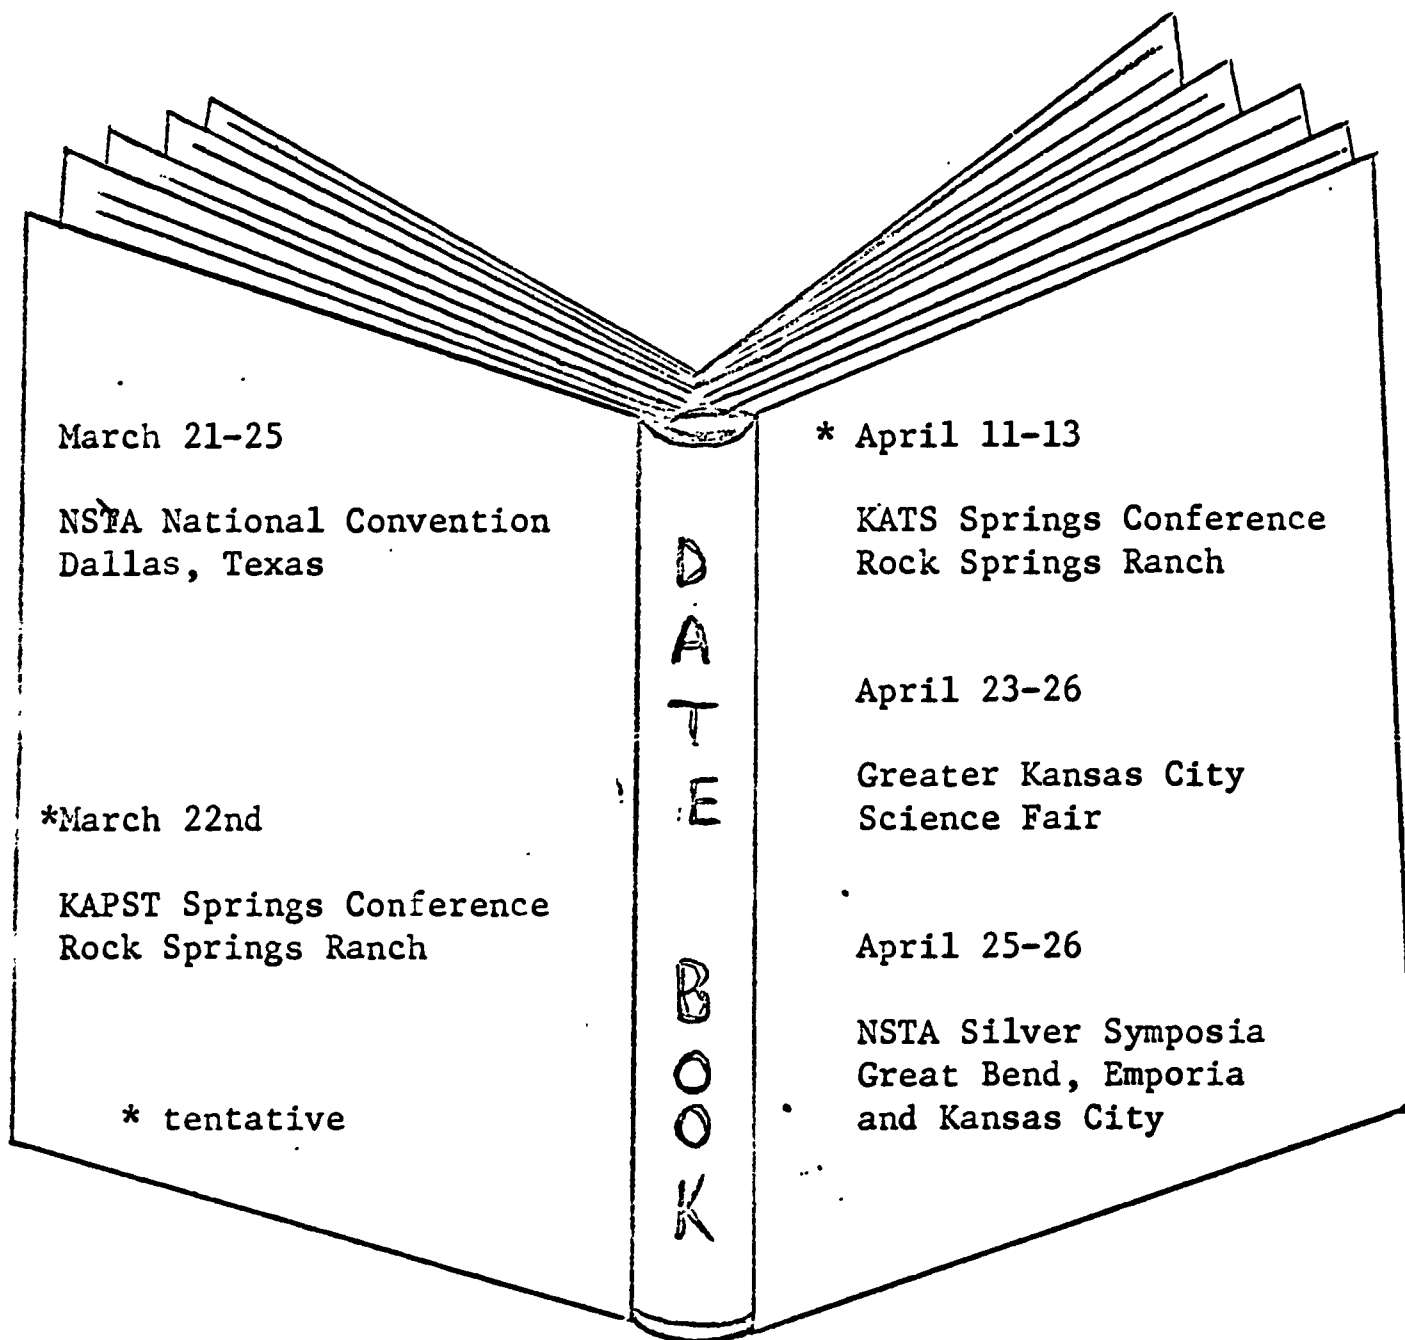 March 21-25
NSTA National Convention
Dallas, Texas
*March 22nd
KAPST Springs Conference
Rock Springs Ranch
* tentative
DATE BOOK
* April 11-13
KATS Springs Conference
Rock Springs Ranch
April 23-26
Greater Kansas City
Science Fair
April 25-26
NSTA Silver Symposia
Great Bend, Emporia
and Kansas City